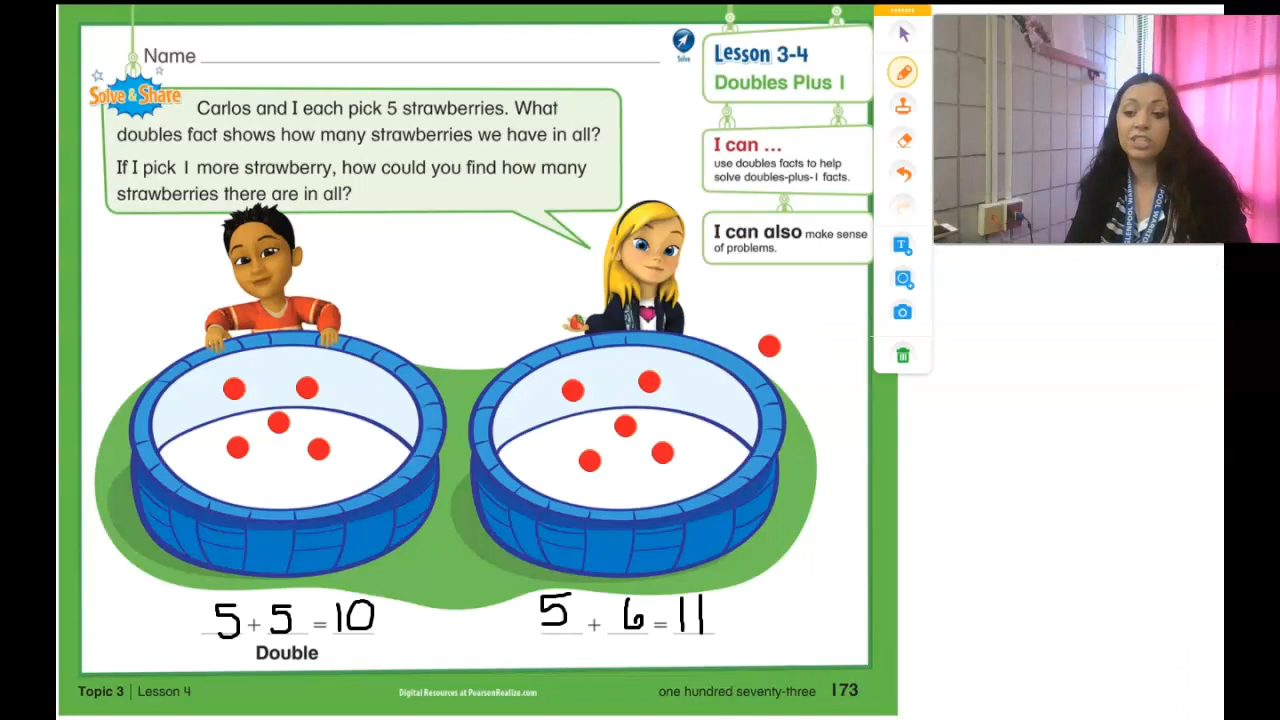 Name
Solve & Share
Carlos and I each pick 5 strawberries. What
doubles fact shows how many strawberries we have in all?
If I pick 1 more strawberry, how could you find how many
strawberries there are in all?
Solve
Lesson 3-4
Doubles Plus 1
I can ...
use doubles facts to help
solve doubles-plus-1 facts.
I can also make sense
of problems.
T
5 + 5 = 10
Double
5 + 6 = 11
Topic 3 | Lesson 4
Digital Resources at PearsonRealize.com
one hundred seventy-three 173